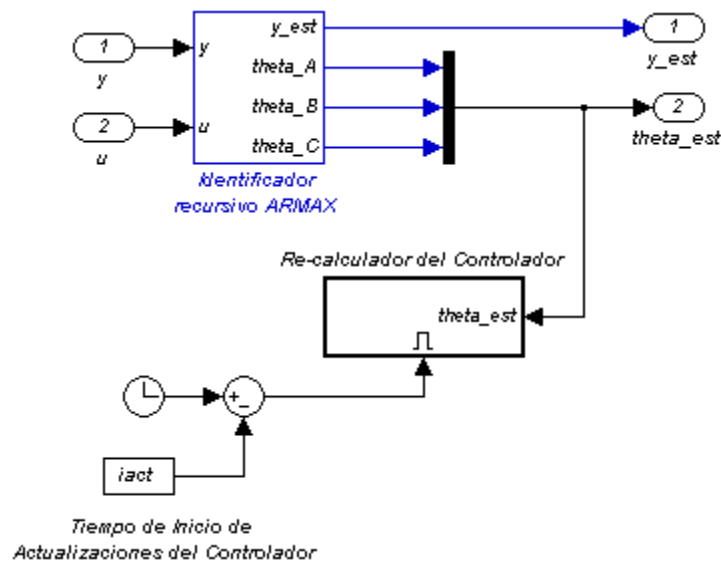 y_est
1
1
y
theta_A
y
y_est
theta_B
2
2
u
theta_C
theta_est
u
Identificador
recursivo ARMAX
Re-calculador del Controlador
theta_est
+
-
iact
Tiempo de Inicio de
Actualizaciones del Controlador